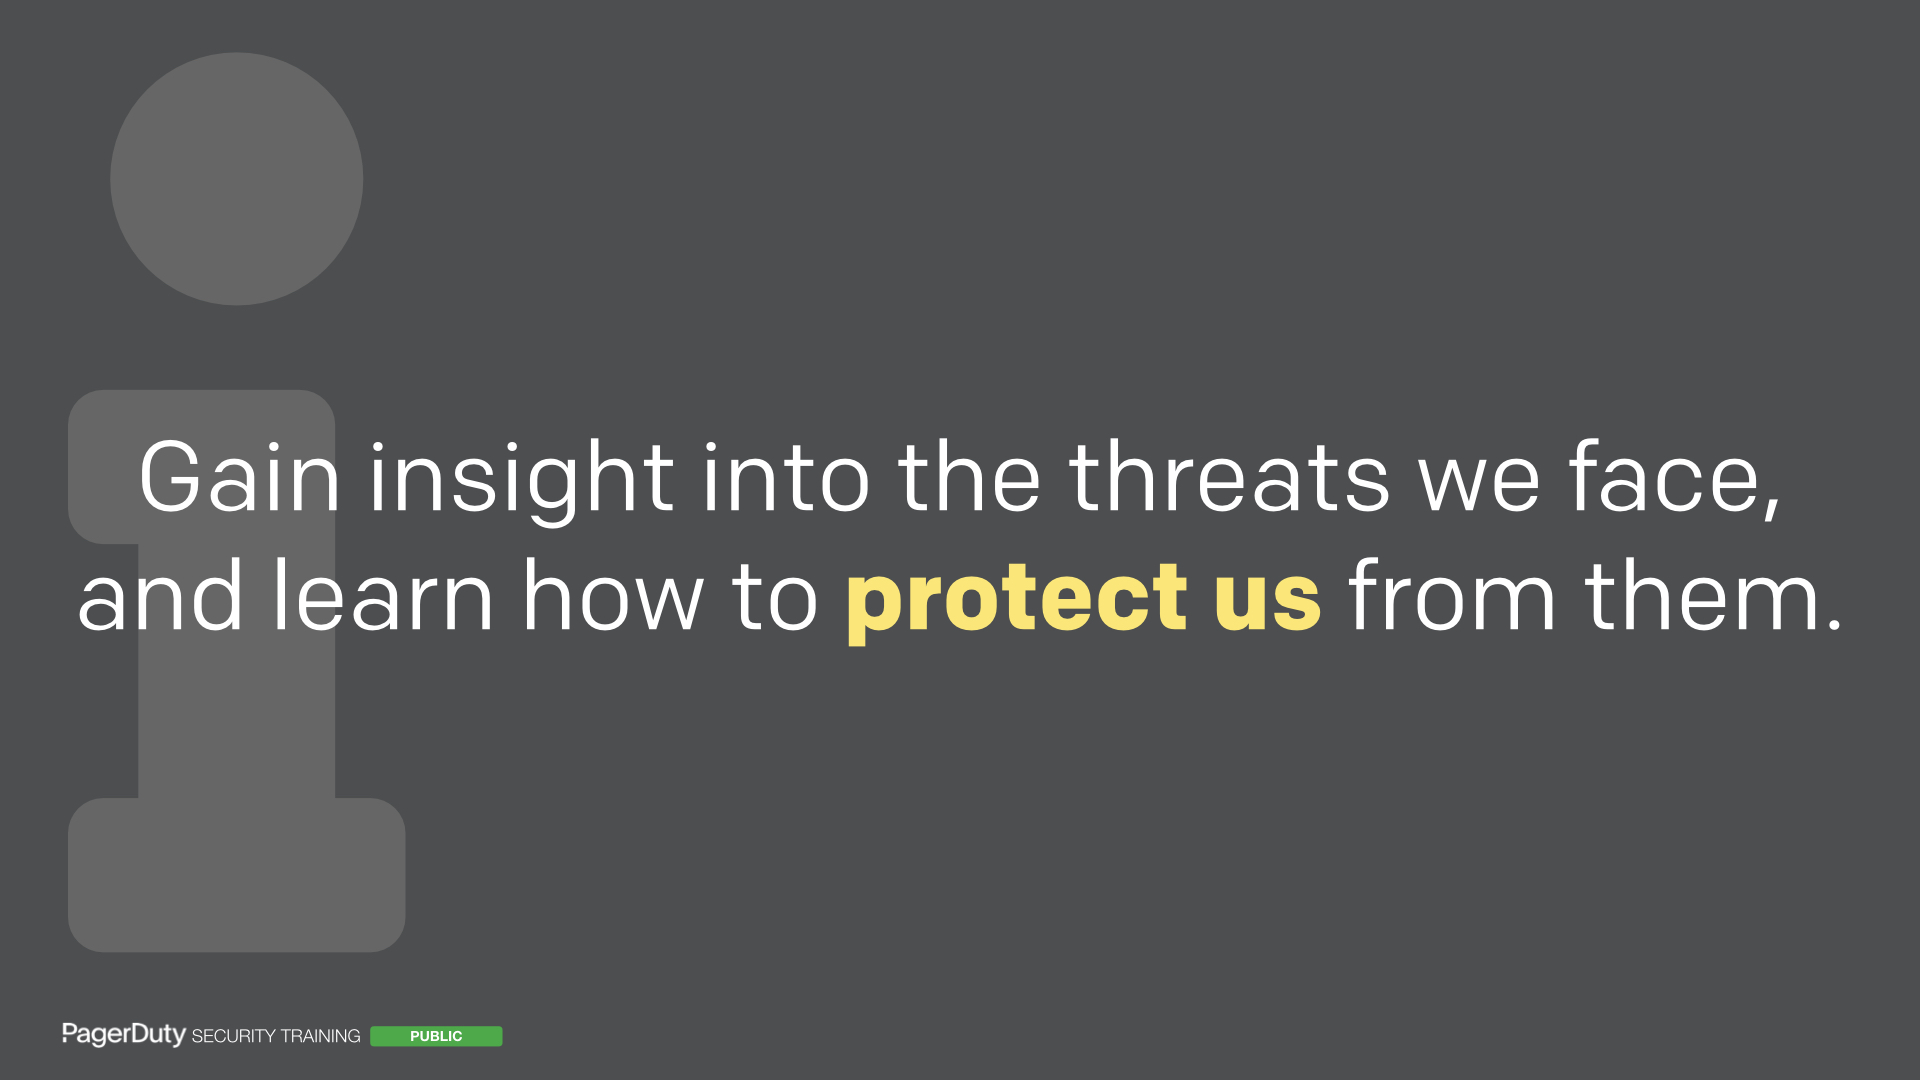 Gain insight into the threats we face,
and learn how to protect us from them.
PagerDuty SECURITY TRAINING PUBLIC